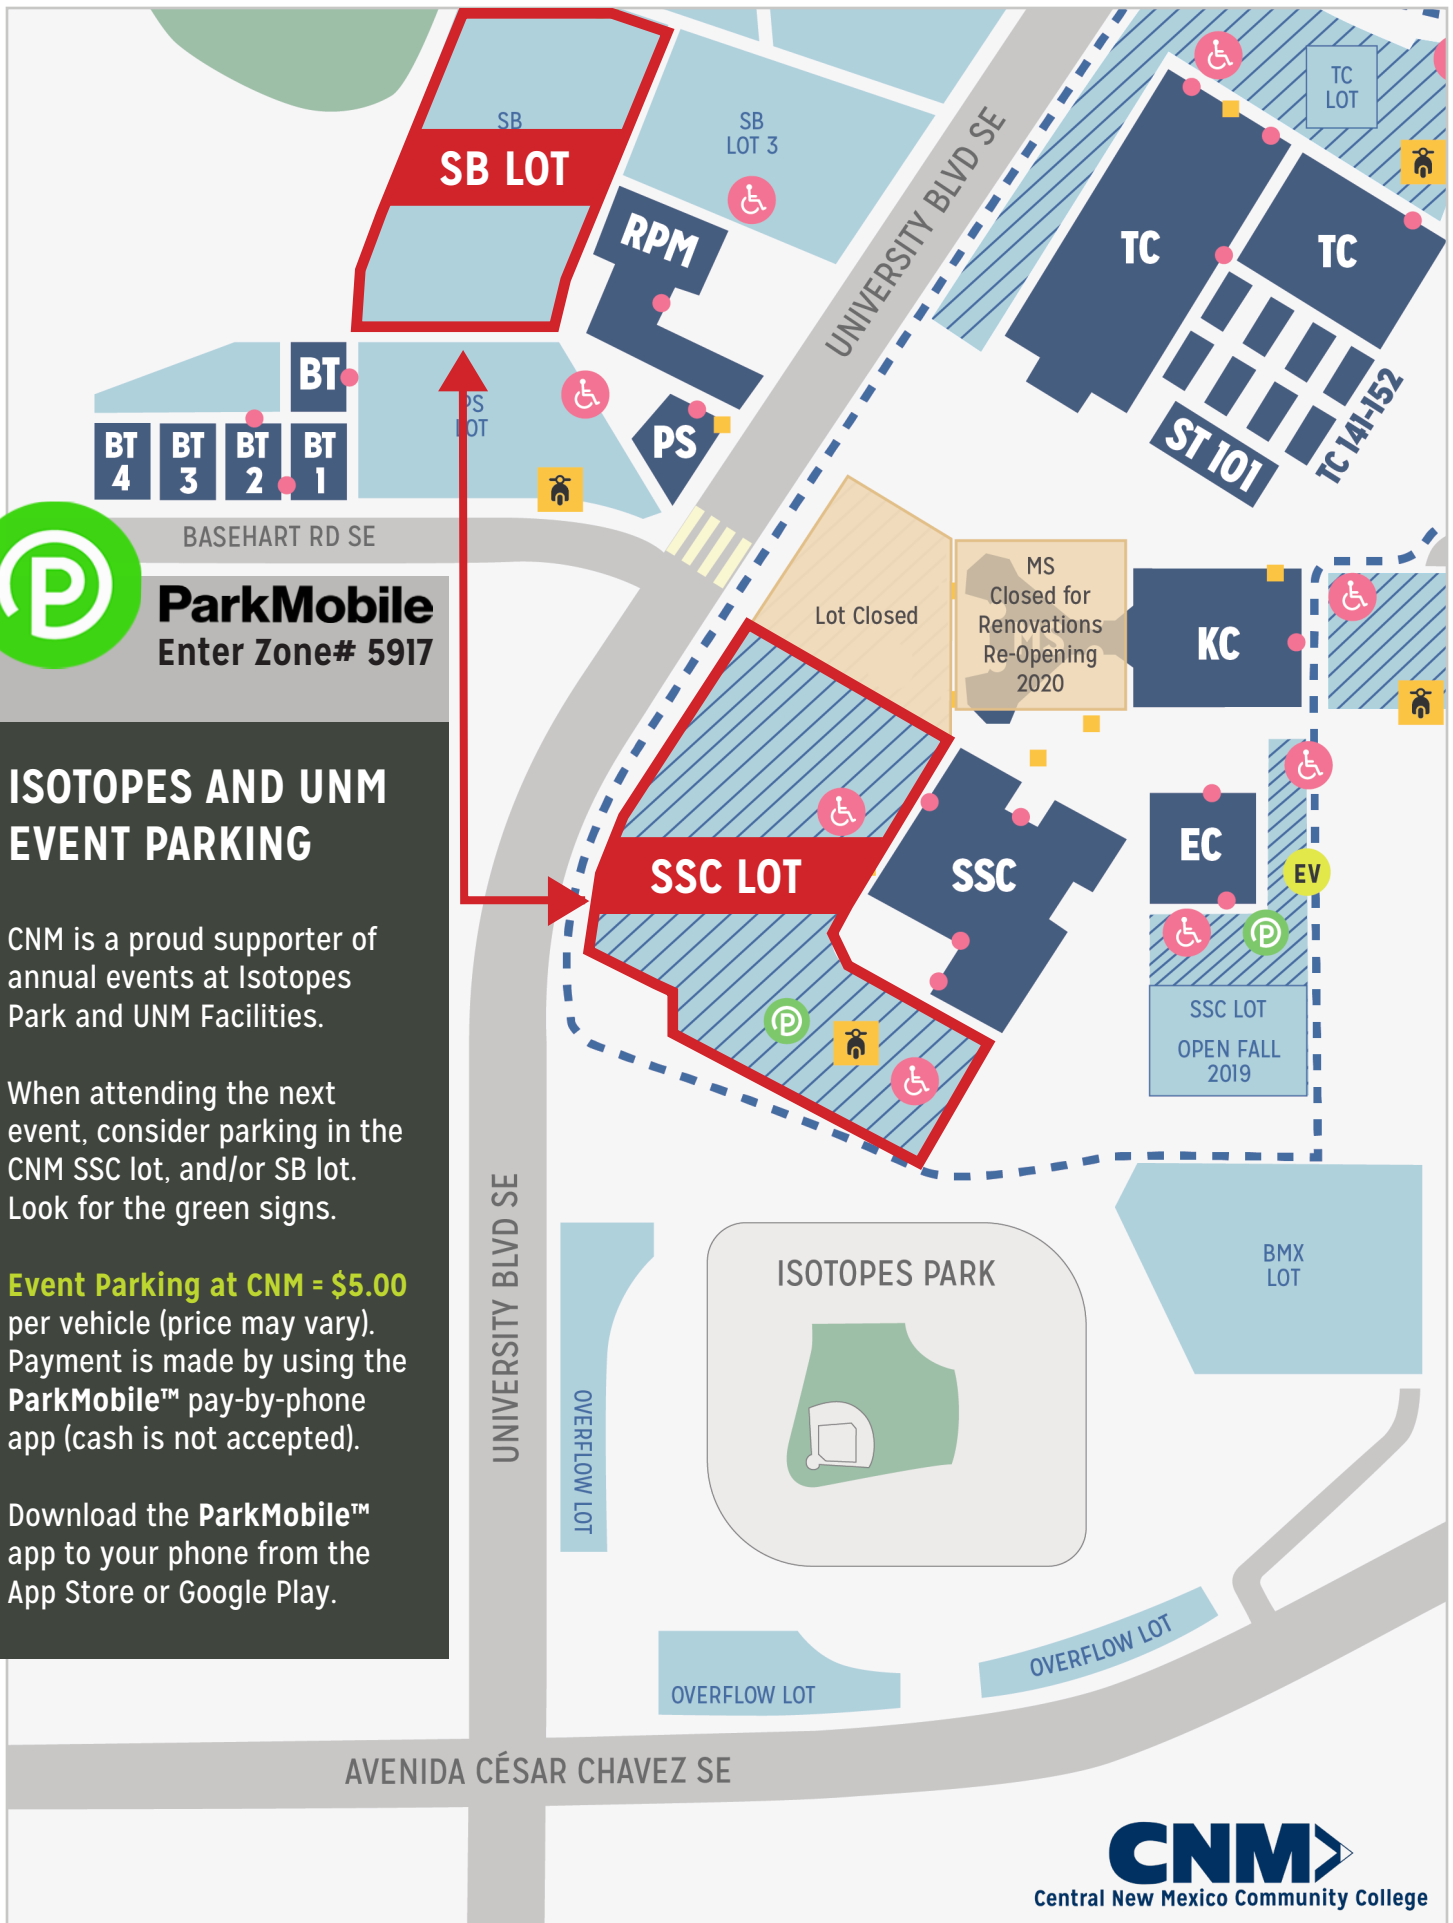 SB
SB LOT
SB
LOT 3
TC
LOT
RPM
TC
TC
UNIVERSITY BLVD SE
BT
PS
LOT
PS
BT
4
BT
3
BT
2
BT
1
ST 101
TC 141-152
BASEHART RD SE
P
ParkMobile
Enter Zone# 5917
Lot Closed
MS
Closed for
Renovations
Re-Opening
2020
MS
KC
ISOTOPES AND UNM
EVENT PARKING
CNM is a proud supporter of
annual events at Isotopes
Park and UNM Facilities.
When attending the next
event, consider parking in the
CNM SSC lot, and/or SB lot.
Look for the green signs.
Event Parking at CNM = $5.00
per vehicle (price may vary).
Payment is made by using the
ParkMobile™ pay-by-phone
app (cash is not accepted).
Download the ParkMobile™
app to your phone from the
App Store or Google Play.
SSC LOT
SSC
EC
EV
P
P
SSC LOT
OPEN FALL
2019
UNIVERSITY BLVD SE
ISOTOPES PARK
BMX
LOT
OVERFLOW LOT
OVERFLOW LOT
OVERFLOW LOT
AVENIDA CÉSAR CHAVEZ SE
CNM
Central New Mexico Community College